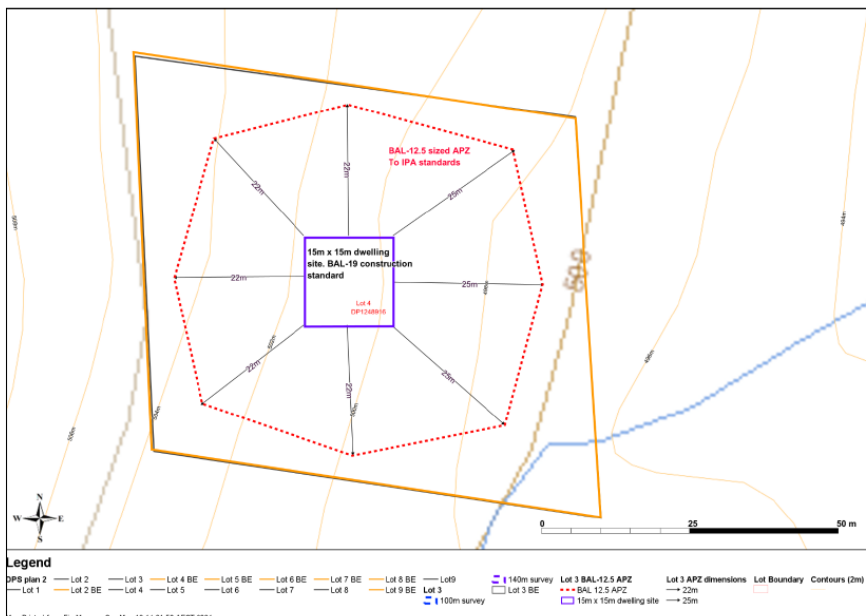 BAL-12.5 sized APZ
To IPA standards
22m
22m
25m
15m x 15m dwelling
site. BAL-19 construction
standard
22m
25m
Lot 4
DP1248936
500
22m
22m
25m
502m
504m
496m
N
W E
S
0 25 50 m
Legend
DPS plan 2
Lot 1
Lot 2
Lot 2 BE
Lot 3
Lot 4
Lot 4 BE
Lot 5
Lot 5 BE
Lot 6
Lot 6 BE
Lot 7
Lot 7 BE
Lot 8
Lot 8 BE
Lot 9 BE
Lot9
Lot 3
100m survey
140m survey
Lot 3 BE
Lot 3 BAL-12.5 APZ
BAL 12.5 APZ
15m x 15m dwelling site
Lot 3 APZ dimensions
22m
25m
Lot Boundary
Contours (2m)